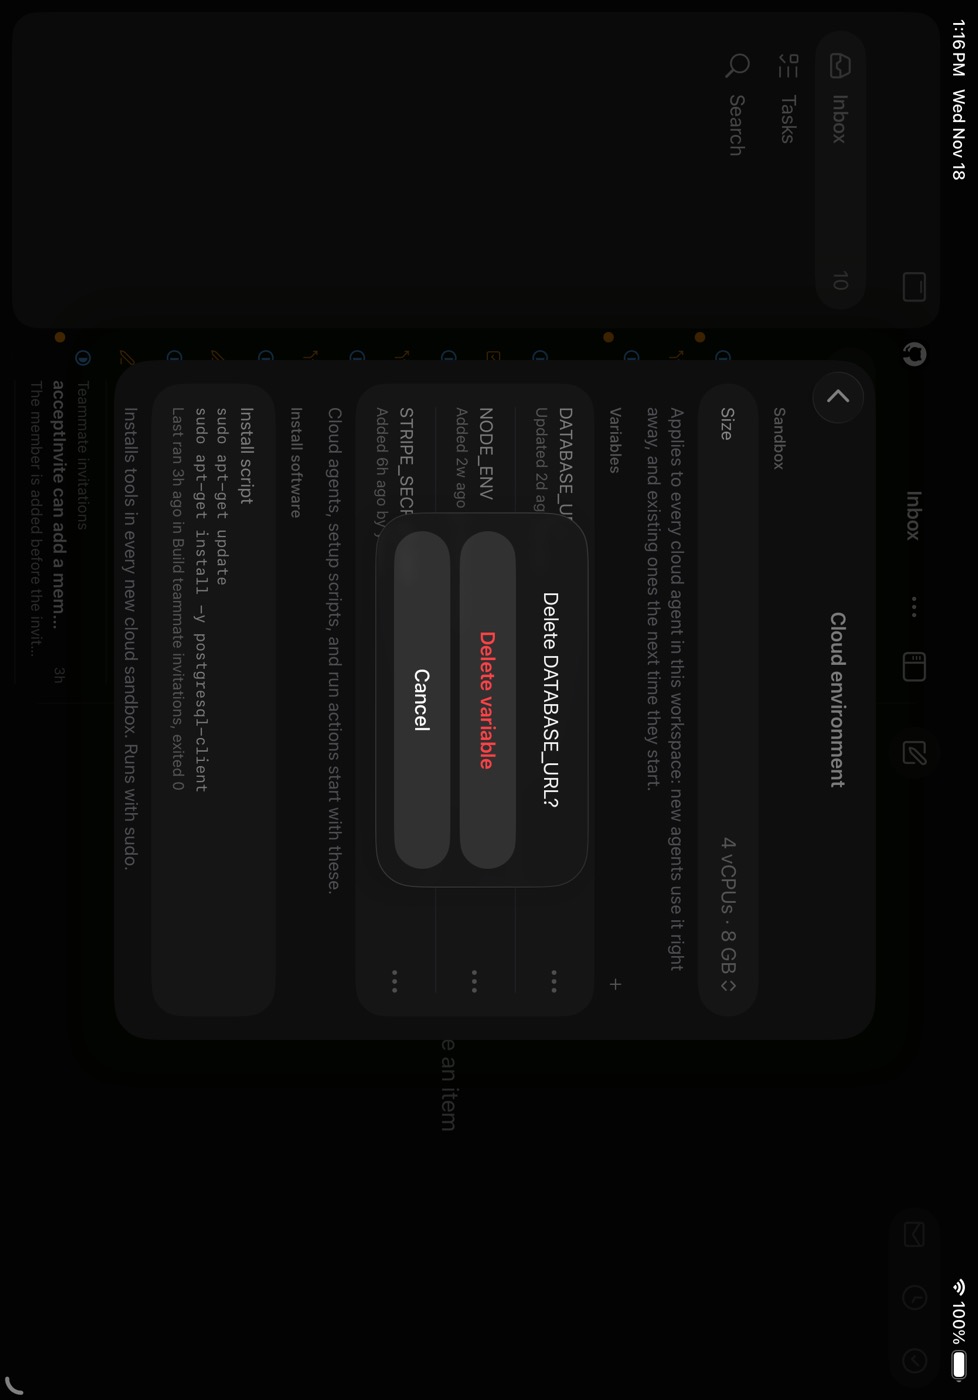 1:16 PM Wed Nov 18
100%
Inbox
Inbox 10
Tasks
Search
Cloud environment
Sandbox
Size
4 vCPUs · 8 GB
Applies to every cloud agent in this workspace: new agents use it right
away, and existing ones the next time they start.
Variables
Updated 2d
NODE_ENV
Added 2w ago
Added 6h ago by
Delete DATABASE_URL?
Delete variable
Cancel
an item
Cloud agents, setup scripts, and run actions start with these.
Install software
Install script
sudo apt-get update
sudo apt-get install -y postgresql-client
Last ran 3h ago in Build teammate invitations, exited 0
Installs tools in every new cloud sandbox. Runs with sudo.
Teammate invitations
acceptInvite can add a mem... 3h
The member is added before the invit...